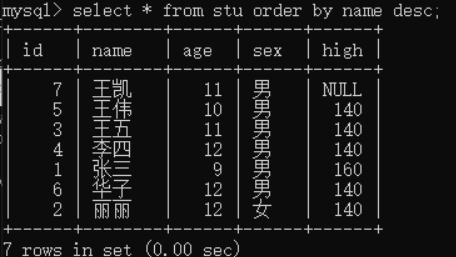 mysql> select * from stu order by name desc;
+----+------+------+------+------+
| id | name | age | sex | high |
+----+------+------+------+------+
| 7 | 王凯 | 11 | 男 | NULL |
| 5 | 王伟 | 10 | 男 | 140 |
| 3 | 王五 | 11 | 男 | 140 |
| 4 | 李四 | 12 | 男 | 140 |
| 1 | 张三 | 9 | 男 | 160 |
| 6 | 华子 | 12 | 男 | 140 |
| 2 | 丽丽 | 12 | 女 | 140 |
+----+------+------+------+------+
7 rows in set (0.00 sec)